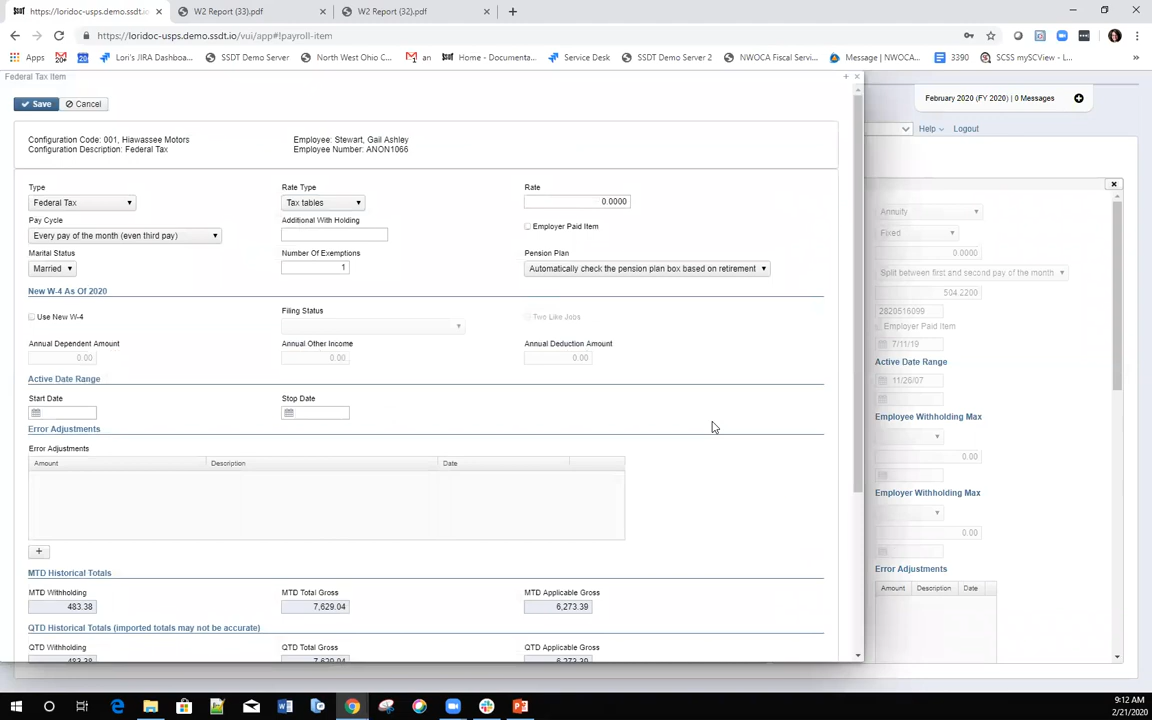 https://loridoc-usps.demo.ssdt.io
W2 Report (33).pdf
W2 Report (32).pdf
https://loridoc-usps.demo.ssdt.io/vui/app#!payroll-item
Apps
Lori's JIRA Dashboard
SSDT Demo Server
North West Ohio C...
an
Home - Documenta...
Service Desk
SSDT Demo Server 2
NWOCA Fiscal Servi...
Message | NWOCA...
3390
SCSS mySCView - L...
Federal Tax Item
February 2020 (FY 2020) | 0 Messages
Save
Cancel
Help
Logout
Configuration Code: 001, Hiawassee Motors
Employee: Stewart, Gail Ashley
Configuration Description: Federal Tax
Employee Number: ANON1066
Type
Rate Type
Rate
Federal Tax
Tax tables
0.0000
Pay Cycle
Additional With Holding
Employer Paid Item
Every pay of the month (even third pay)
Marital Status
Number Of Exemptions
Pension Plan
Married
1
Automatically check the pension plan box based on retirement
New W-4 As Of 2020
Use New W-4
Filing Status
Two Like Jobs
Annual Dependent Amount
Annual Other Income
Annual Deduction Amount
0.00
0.00
0.00
Active Date Range
Start Date
Stop Date
Error Adjustments
Error Adjustments
Amount
Description
Date
+
MTD Historical Totals
MTD Withholding
MTD Total Gross
MTD Applicable Gross
483.38
7,629.04
6,273.39
QTD Historical Totals (imported totals may not be accurate)
QTD Withholding
QTD Total Gross
QTD Applicable Gross
483.38
7,629.04
6,273.39
Annuity
Fixed
0.0000
Split between first and second pay of the month
504.2200
2820516099
Employer Paid Item
7/11/19
Active Date Range
11/26/07
Employee Withholding Max
0.00
Employer Withholding Max
0.00
Error Adjustments
Amount
Description
Date
9:12 AM
2/21/2020